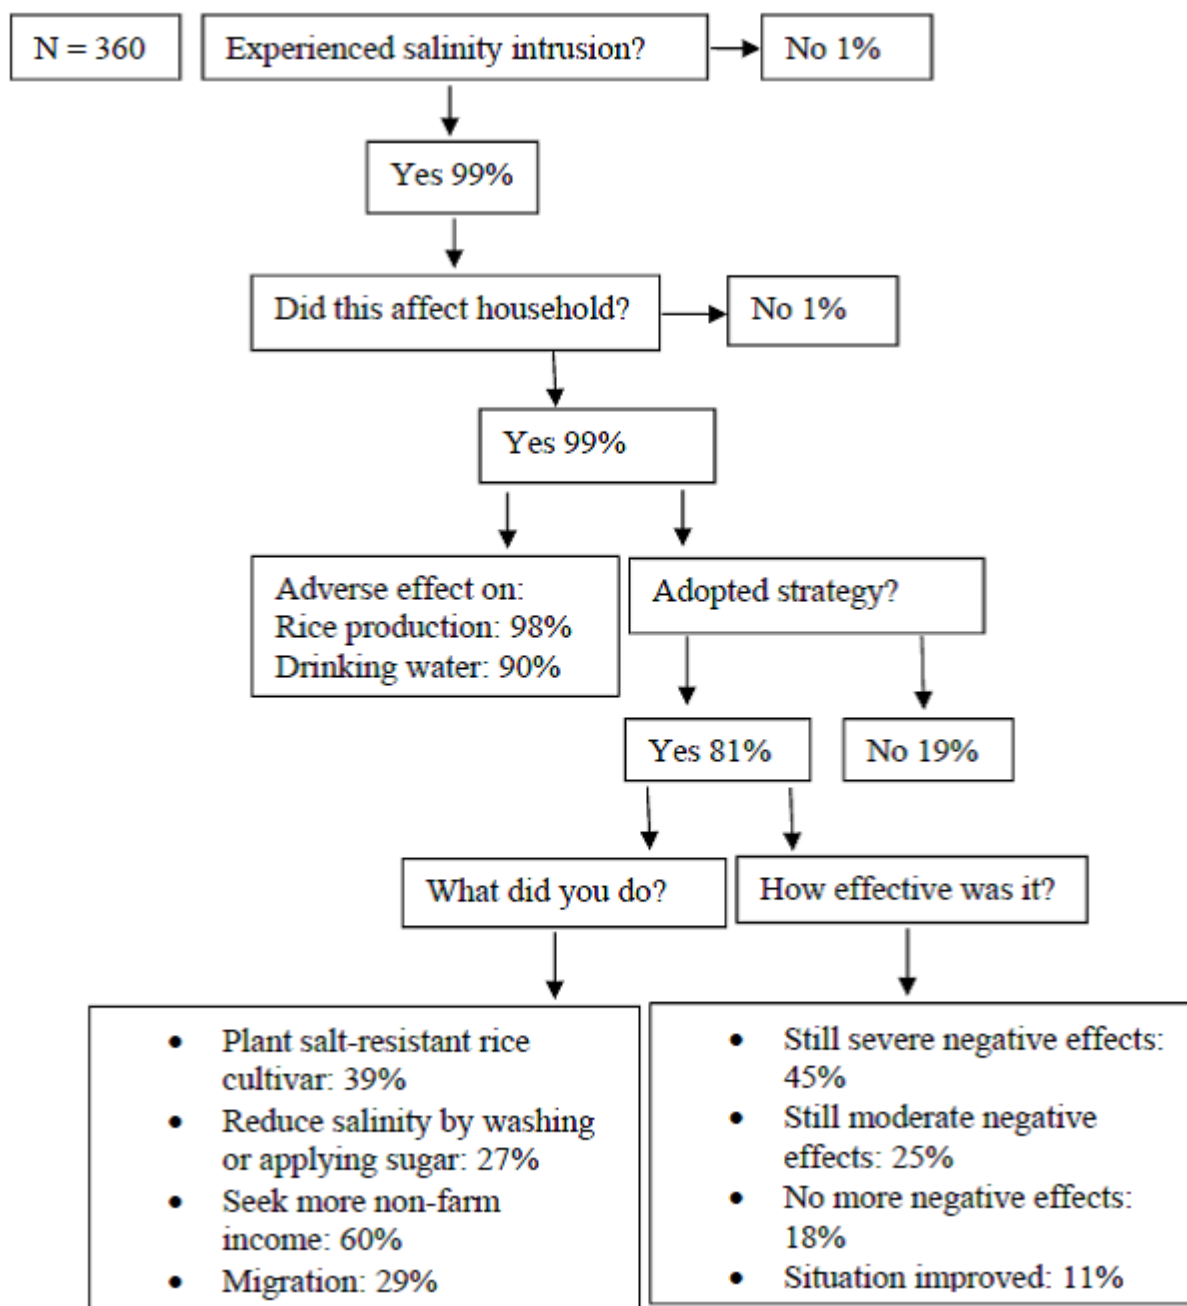 N = 360
Experienced salinity intrusion?
No 1%
Yes 99%
Did this affect household?
No 1%
Yes 99%
Adverse effect on:
Rice production: 98%
Drinking water: 90%
Adopted strategy?
Yes 81%
No 19%
What did you do?
How effective was it?
• Plant salt-resistant rice
cultivar: 39%
• Reduce salinity by washing
or applying sugar: 27%
• Seek more non-farm
income: 60%
• Migration: 29%
• Still severe negative effects:
45%
• Still moderate negative
effects: 25%
• No more negative effects:
18%
• Situation improved: 11%